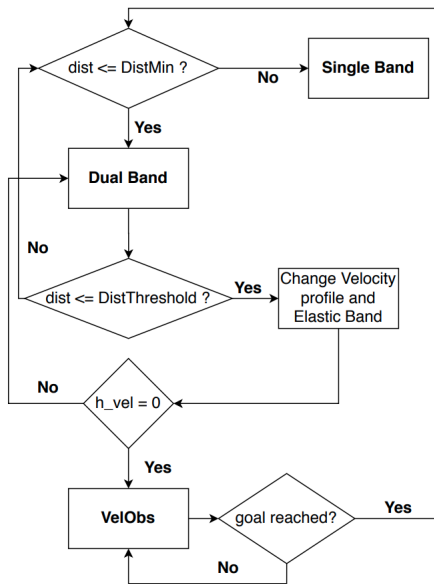 dist <= DistMin ?
No
Single Band
Yes
Dual Band
No
dist <= DistThreshold ?
Yes
Change Velocity
profile and
Elastic Band
No
h_vel = 0
Yes
VelObs
goal reached?
Yes
No